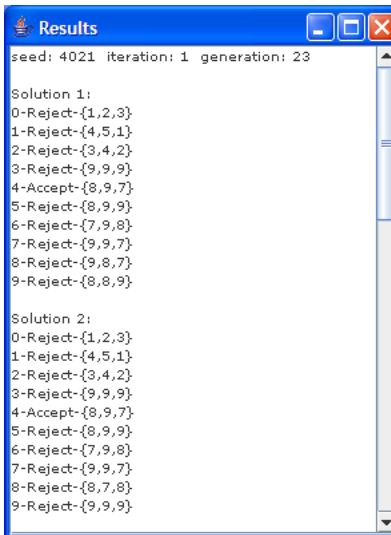 Results
seed: 4021 iteration: 1 generation: 23
Solution 1:
0-Reject-{1,2,3}
1-Reject-{4,5,1}
2-Reject-{3,4,2}
3-Reject-{9,9,9}
4-Accept-{8,9,7}
5-Reject-{8,9,9}
6-Reject-{7,9,8}
7-Reject-{9,9,7}
8-Reject-{9,8,7}
9-Reject-{8,8,9}
Solution 2:
0-Reject-{1,2,3}
1-Reject-{4,5,1}
2-Reject-{3,4,2}
3-Reject-{9,9,9}
4-Accept-{8,9,7}
5-Reject-{8,9,9}
6-Reject-{7,9,8}
7-Reject-{9,9,7}
8-Reject-{8,7,8}
9-Reject-{9,9,9}